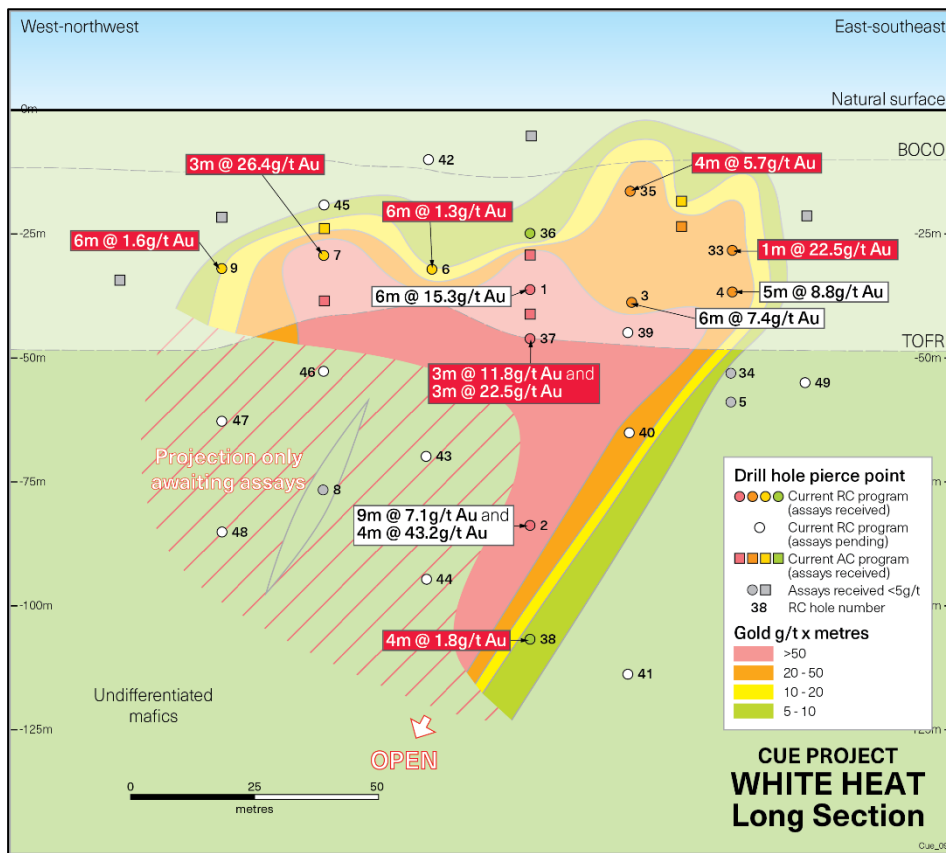 West-northwest
East-southeast
0m
Natural surface
BOCO
42
3m @ 26.4g/t Au
4m @ 5.7g/t Au
45
6m @ 1.3g/t Au
35
-25m
-25m
6m @ 1.6g/t Au
36
33
1m @ 22.5g/t Au
9
7
6
6m @ 15.3g/t Au
1
3
4
5m @ 8.8g/t Au
6m @ 7.4g/t Au
37
39
TOFR
-50m
-50m
3m @ 11.8g/t Au and
3m @ 22.5g/t Au
46
34
49
5
47
40
43
Projection only
awaiting assays
-75m
8
9m @ 7.1g/t Au and
4m @ 43.2g/t Au
2
48
44
-100m
4m @ 1.8g/t Au
38
41
Undifferentiated
mafics
-125m
OPEN
0
25
50
metres
Drill hole pierce point
Current RC program
(assays received)
Current RC program
(assays pending)
Current AC program
(assays received)
Assays received <5g/t
38 RC hole number
Gold g/t x metres
>50
20 - 50
10 - 20
5 - 10
CUE PROJECT
WHITE HEAT
Long Section